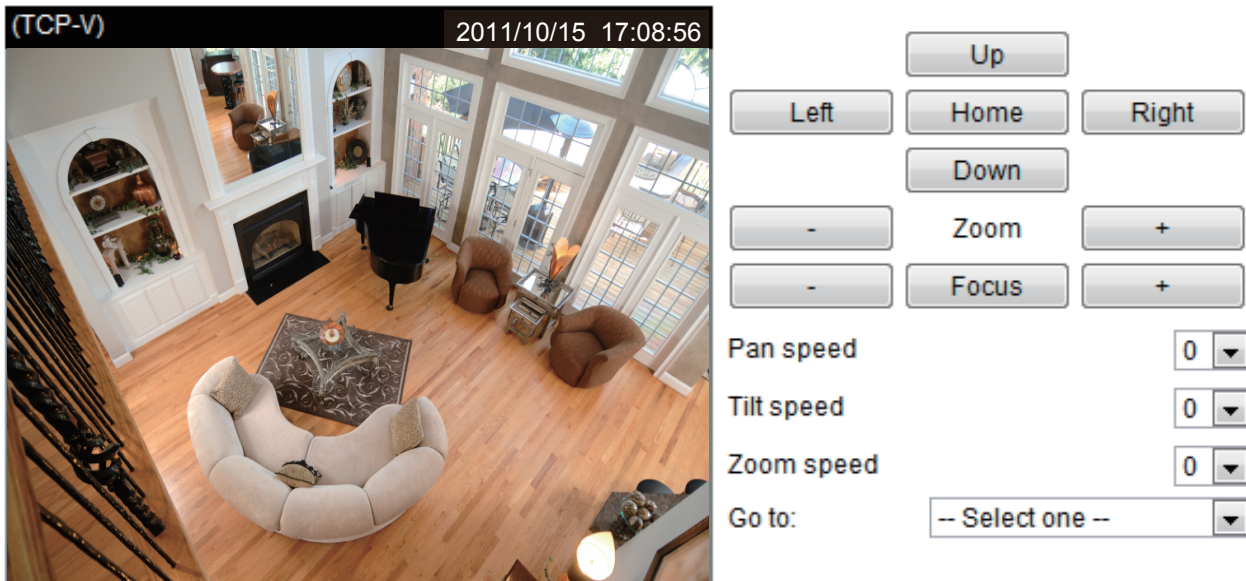 (TCP-V) 2011/10/15 17:08:56
Up
Left Home Right
Down
- Zoom +
- Focus +
Pan speed 0
Tilt speed 0
Zoom speed 0
Go to: -- Select one --